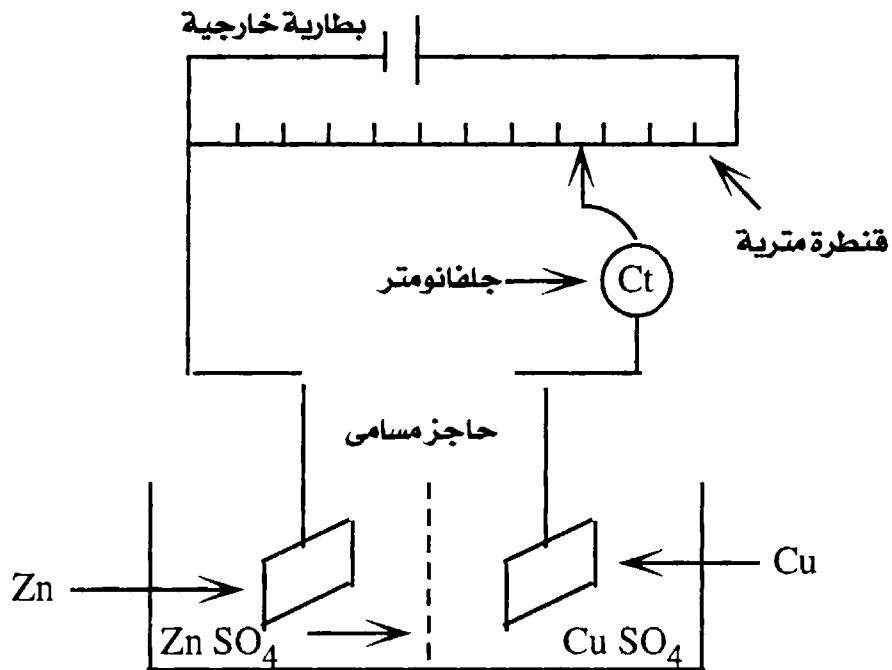 بطارية خارجية
قنطرة مترية
جلفانومتر
Ct
حاجز مسامى
Zn
Cu
Zn SO4
Cu SO4